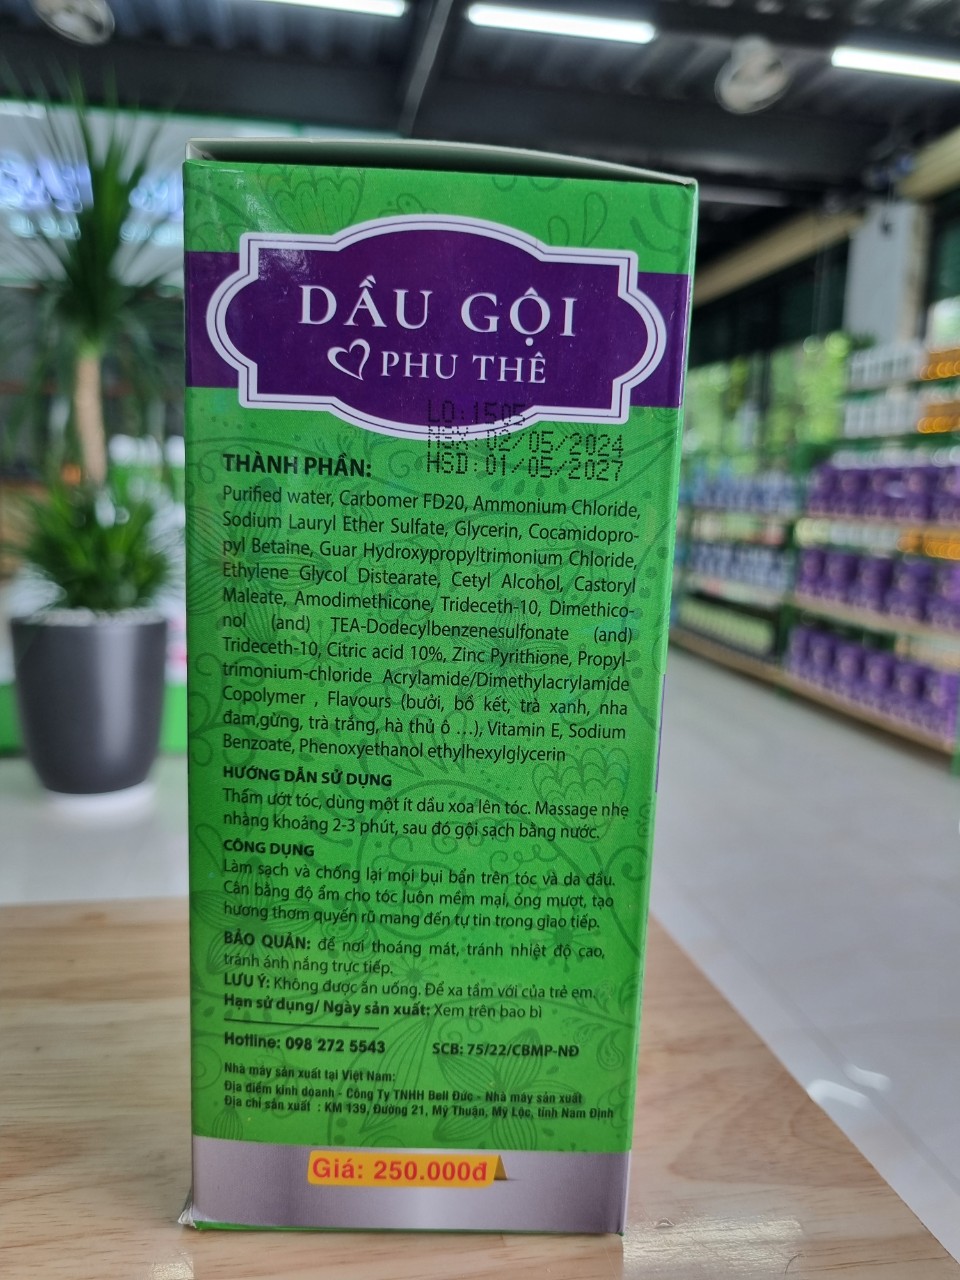 DẦU GỘI
PHU THÊ
LO:1505
NSX:02/05/2024
HSD:01/05/2027
THÀNH PHẦN:
Purified water, Carbomer FD20, Ammonium Chloride,
Sodium Lauryl Ether Sulfate, Glycerin, Cocamidopro-
pyl Betaine, Guar Hydroxypropyltrimonium Chloride,
Ethylene Glycol Distearate, Cetyl Alcohol, Castoryl
Maleate, Amodimethicone, Trideceth-10, Dimethico-
nol (and) TEA-Dodecylbenzenesulfonate (and)
Trideceth-10, Citric acid 10%, Zinc Pyrithione, Propyl-
trimonium-chloride Acrylamide/Dimethylacrylamide
Copolymer , Flavours (bưởi, bồ kết, trà xanh, nha
đam,gừng, trà trắng, hà thủ ô ...), Vitamin E, Sodium
Benzoate, Phenoxyethanol ethylhexylglycerin
HƯỚNG DẪN SỬ DỤNG
Thấm ướt tóc, dùng một ít dầu xóa lên tóc. Massage nhẹ
nhàng khoảng 2-3 phút, sau đó gội sạch bằng nước.
CÔNG DỤNG
Làm sạch và chống lại mọi bụi bẩn trên tóc và da đầu.
Cân bằng độ ẩm cho tóc luôn mềm mại, óng mượt, tạo
hương thơm quyến rũ mang đến tự tin trong giao tiếp.
BẢO QUẢN: để nơi thoáng mát, tránh nhiệt độ cao,
tránh ánh nắng trực tiếp.
LƯU Ý: Không được ăn uống. Để xa tầm với của trẻ em.
Hạn sử dụng/ Ngày sản xuất: Xem trên bao bì
Hotline: 098 272 5543 SCB: 75/22/CBMP-NĐ
Nhà máy sản xuất tại Việt Nam:
Địa điểm kinh doanh - Công Ty TNHH Bell Đức - Nhà máy sản xuất
Địa chỉ sản xuất : KM 139, Đường 21, Mỹ Thuận, Mỹ Lộc, tỉnh Nam Định
Giá: 250.000đ